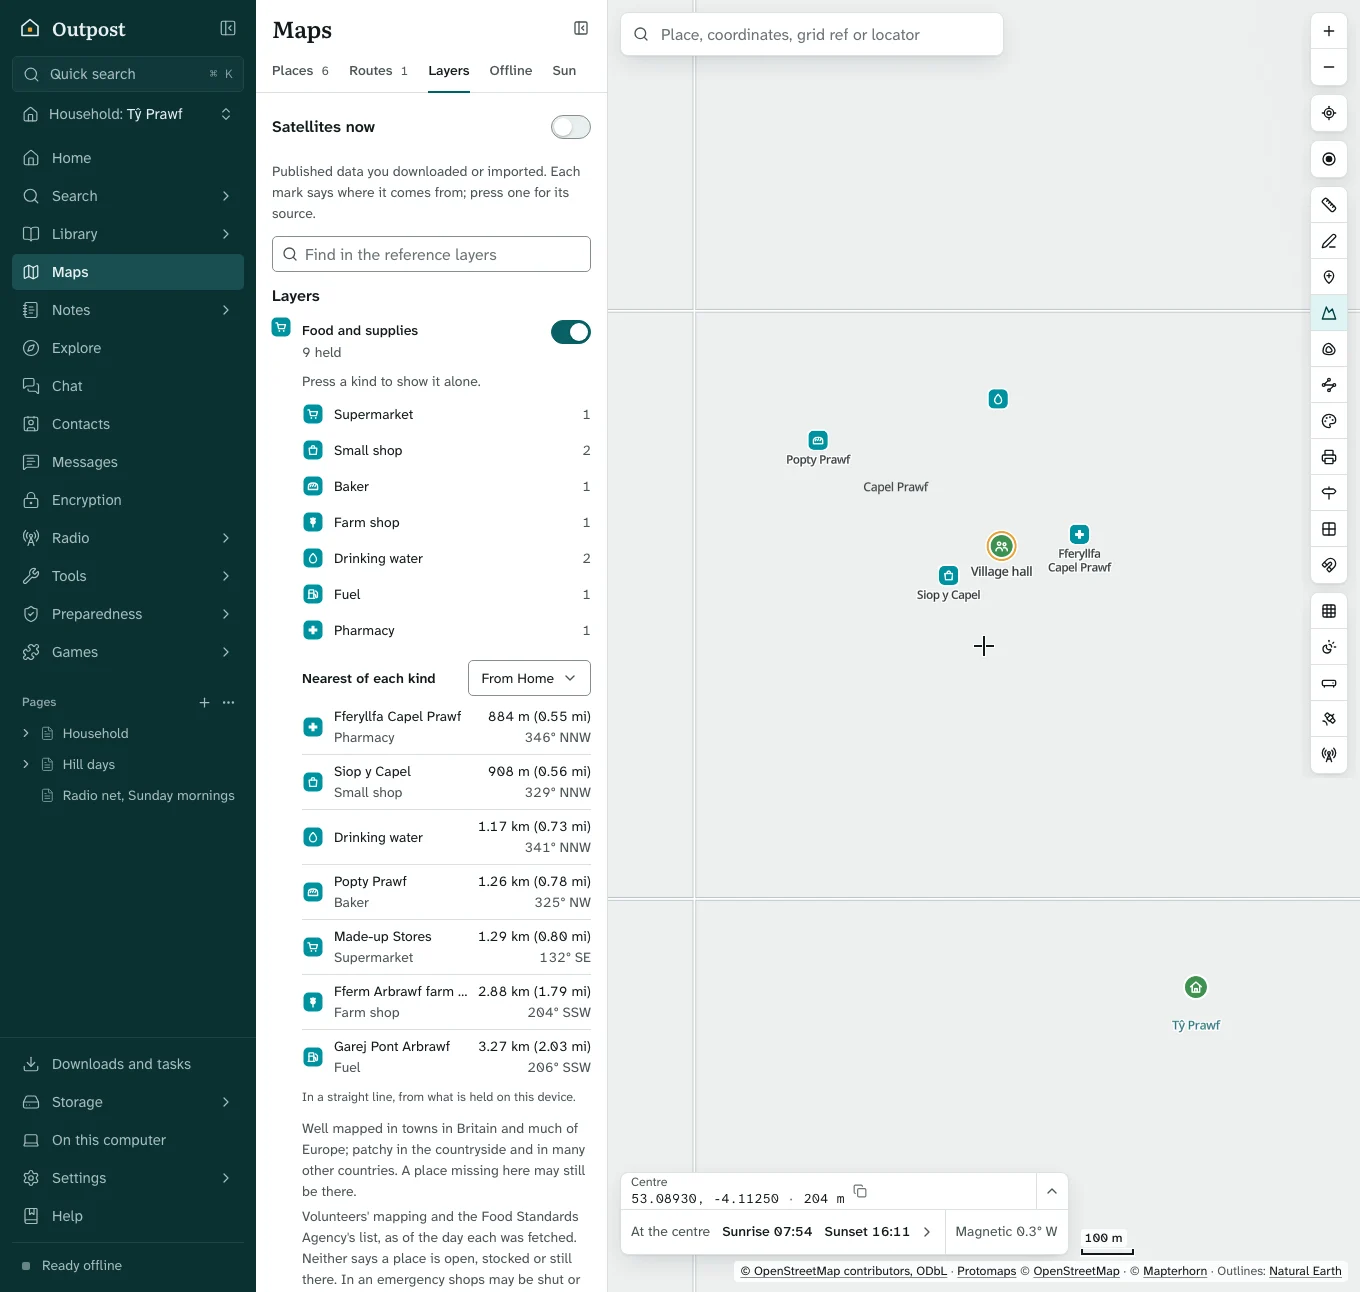 Outpost
Quick search ⌘ K
Household: Tŷ Prawf
Home
Search
Library
Maps
Notes
Explore
Chat
Contacts
Messages
Encryption
Radio
Tools
Preparedness
Games
Pages
Household
Hill days
Radio net, Sunday mornings
Downloads and tasks
Storage
On this computer
Settings
Help
Ready offline
Maps
Places 6 Routes 1 Layers Offline Sun
Satellites now
Published data you downloaded or imported. Each
mark says where it comes from; press one for its
source.
Find in the reference layers
Layers
Food and supplies
9 held
Press a kind to show it alone.
Supermarket 1
Small shop 2
Baker 1
Farm shop 1
Drinking water 2
Fuel 1
Pharmacy 1
Nearest of each kind From Home
Fferyllfa Capel Prawf 884 m (0.55 mi)
Pharmacy 346° NNW
Siop y Capel 908 m (0.56 mi)
Small shop 329° NNW
Drinking water 1.17 km (0.73 mi)
341° NNW
Popty Prawf 1.26 km (0.78 mi)
Baker 325° NW
Made-up Stores 1.29 km (0.80 mi)
Supermarket 132° SE
Fferm Arbrawf farm ... 2.88 km (1.79 mi)
Farm shop 204° SSW
Garej Pont Arbrawf 3.27 km (2.03 mi)
Fuel 206° SSW
In a straight line, from what is held on this device.
Well mapped in towns in Britain and much of
Europe; patchy in the countryside and in many
other countries. A place missing here may still
be there.
Volunteers' mapping and the Food Standards
Agency's list, as of the day each was fetched.
Neither says a place is open, stocked or still
there. In an emergency shops may be shut or
Place, coordinates, grid ref or locator
Popty Prawf
Capel Prawf
Village hall
Fferyllfa
Capel Prawf
Siop y Capel
Tŷ Prawf
Centre
53.08930, -4.11250 · 204 m
At the centre Sunrise 07:54 Sunset 16:11 Magnetic 0.3° W
100 m
© OpenStreetMap contributors, ODbL · Protomaps © OpenStreetMap · © Mapterhorn · Outlines: Natural Earth